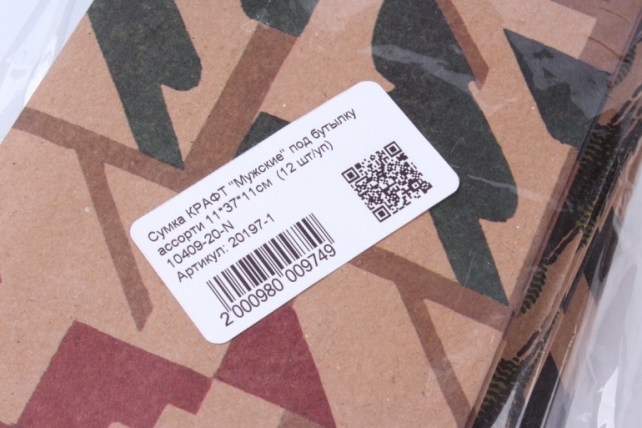 Сумка КРАФТ "Мужские" под бутылку
ассорти 11*37*11см (12 шт/уп)
10409-20-N
Артикул: 20197-1
2 000980 009749